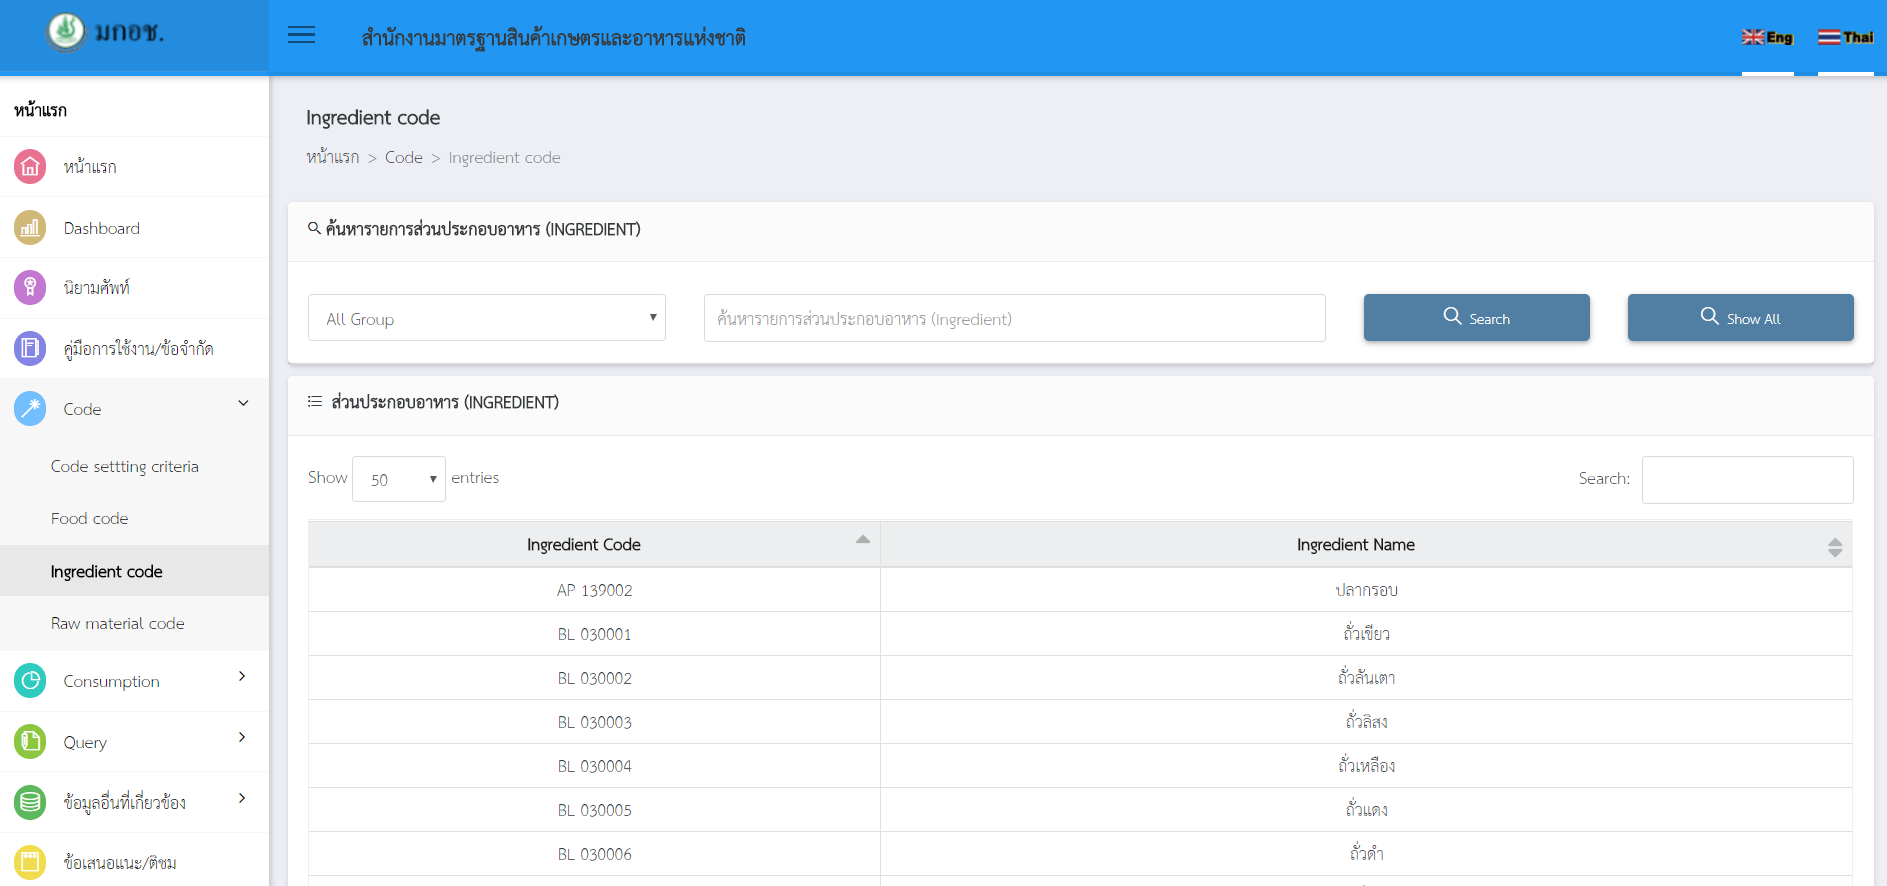 มกอช.
สำนักงานมาตรฐานสินค้าเกษตรและอาหารแห่งชาติ
Eng
Thai
หน้าแรก
หน้าแรก
Dashboard
นิยามศัพท์
คู่มือการใช้งาน/ข้อจำกัด
Code
Code settting criteria
Food code
Ingredient code
Raw material code
Consumption
Query
ข้อมูลอื่นที่เกี่ยวข้อง
ข้อเสนอแนะ/ติชม
Ingredient code
หน้าแรก > Code > Ingredient code
ค้นหารายการส่วนประกอบอาหาร (INGREDIENT)
All Group
ค้นหารายการส่วนประกอบอาหาร (Ingredient)
Search
Show All
ส่วนประกอบอาหาร (INGREDIENT)
Show 50 entries
Search:
Ingredient Code Ingredient Name
AP 139002 ปลากรอบ
BL 030001 ถั่วเขียว
BL 030002 ถั่วลันเตา
BL 030003 ถั่วลิสง
BL 030004 ถั่วเหลือง
BL 030005 ถั่วแดง
BL 030006 ถั่วดำ